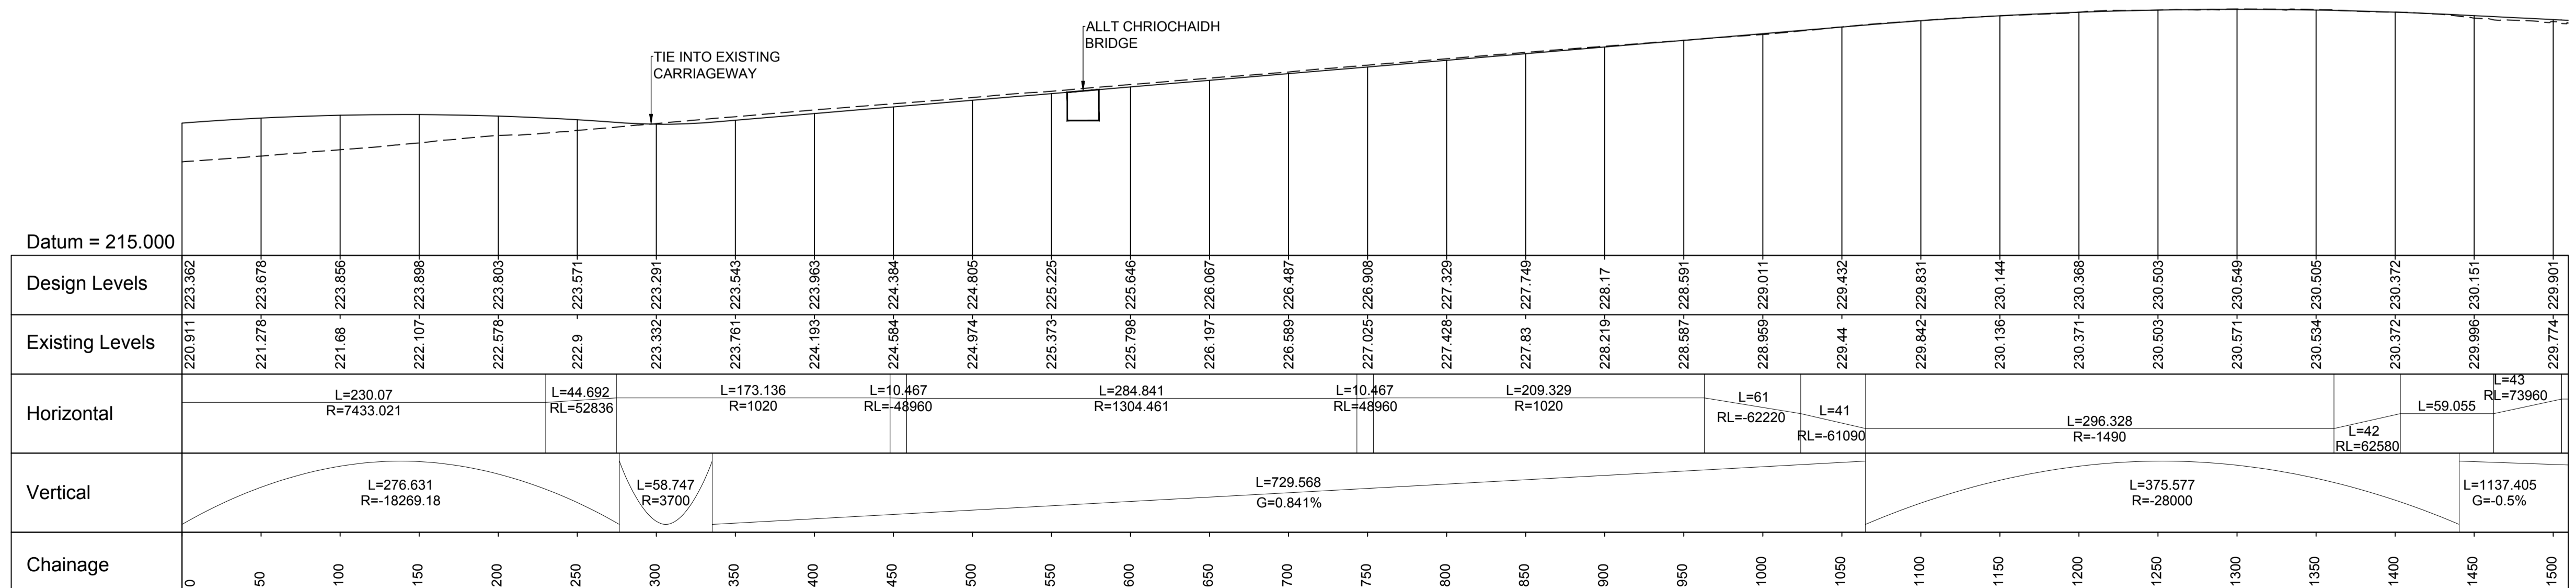 ALLT CHRIOCHAIDH
BRIDGE
TIE INTO EXISTING
CARRIAGEWAY
Datum = 215.000
Design Levels
223.362 223.678 223.856 223.898 223.803 223.571 223.291 223.543 223.963 224.384 224.805 225.225 225.646 226.067 226.487 226.908 227.329 227.749 228.17 228.591 229.011 229.432 229.831 230.144 230.368 230.503 230.549 230.505 230.372 230.151 229.901
Existing Levels
220.911 221.278 221.68 222.107 222.578 222.9 223.332 223.761 224.193 224.584 224.974 225.373 225.798 226.197 226.589 227.025 227.428 227.83 228.219 228.587 228.959 229.44 229.842 230.136 230.371 230.503 230.571 230.534 230.372 229.996 229.774
Horizontal
L=230.07
R=7433.021
L=44.692
RL=52836
L=173.136
R=1020
L=10.467
RL=-48960
L=284.841
R=1304.461
L=10.467
RL=48960
L=209.329
R=1020
L=61
RL=-62220
L=41
RL=-61090
L=296.328
R=-1490
L=42
RL=62580
L=59.055
L=43
RL=73960
Vertical
L=276.631
R=-18269.18
L=58.747
R=3700
L=729.568
G=0.841%
L=375.577
R=-28000
L=1137.405
G=-0.5%
Chainage
0 50 100 150 200 250 300 350 400 450 500 550 600 650 700 750 800 850 900 950 1000 1050 1100 1150 1200 1250 1300 1350 1400 1450 1500